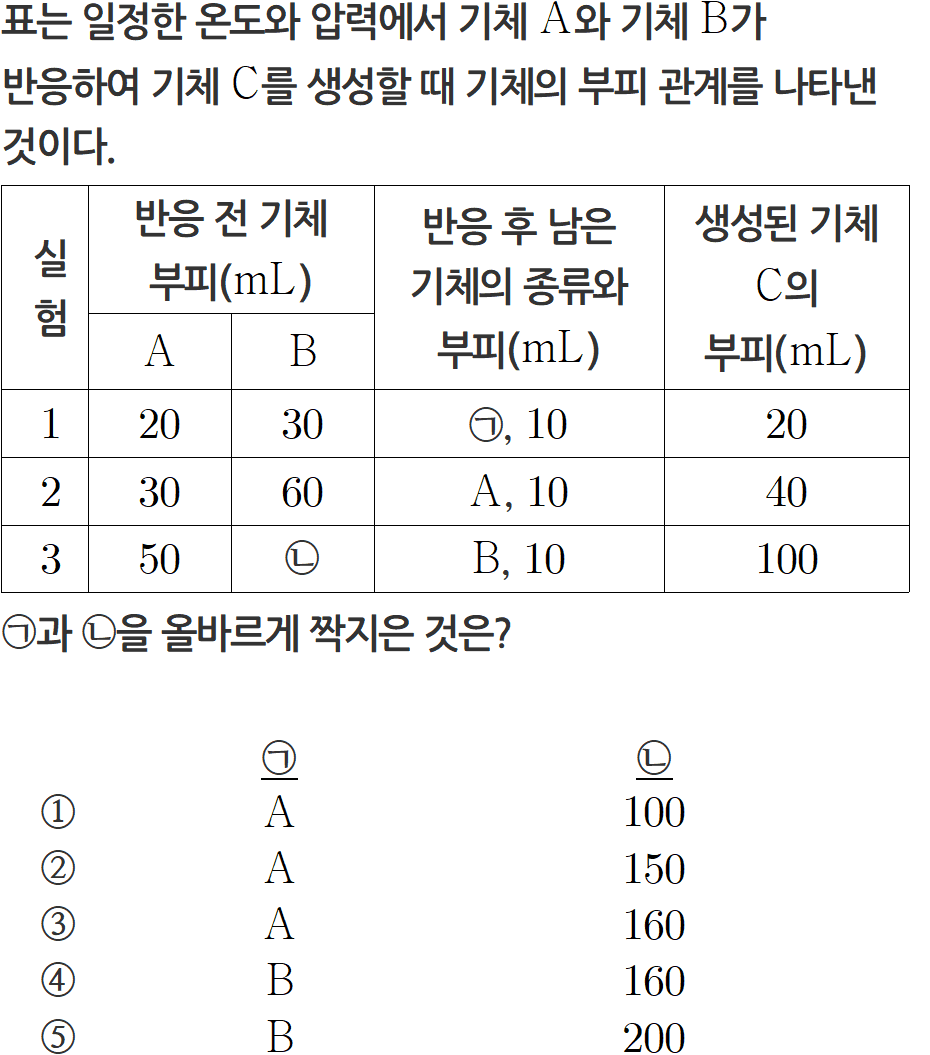 표는 일정한 온도와 압력에서 기체 A와 기체 B가
반응하여 기체 C를 생성할 때 기체의 부피 관계를 나타낸
것이다.
실험 반응 전 기체 부피(mL) 반응 후 남은 기체의 종류와 부피(mL) 생성된 기체 C의 부피(mL)
A B
1 20 30 ㉠, 10 20
2 30 60 A, 10 40
3 50 ㉡ B, 10 100
㉠과 ㉡을 올바르게 짝지은 것은?
㉠ ㉡
① A 100
② A 150
③ A 160
④ B 160
⑤ B 200